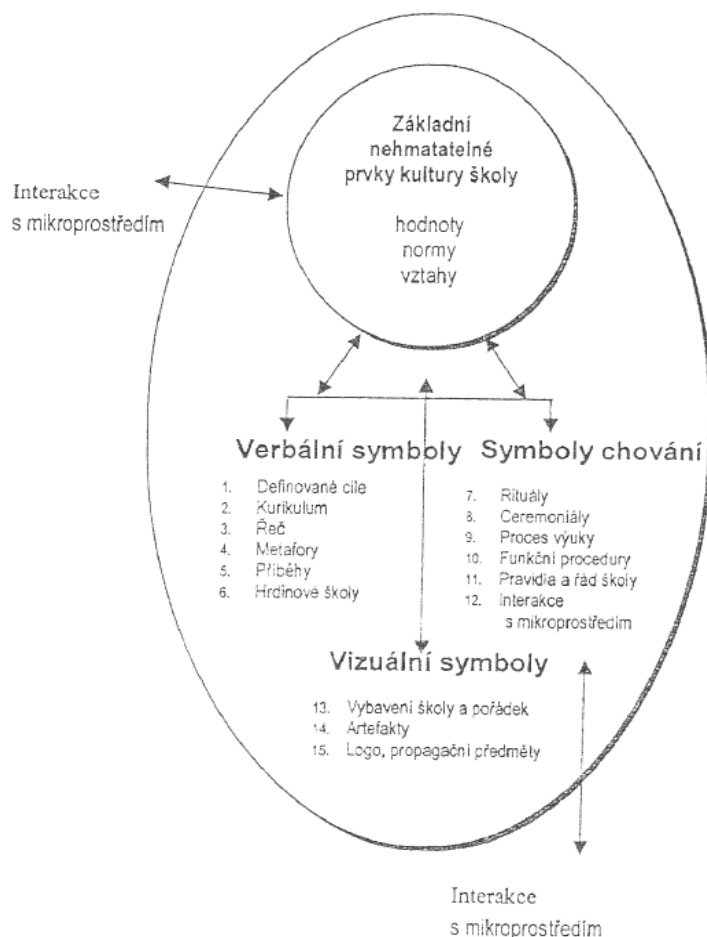 Základní
nehmatatelné
prvky kultury školy
hodnoty
normy
vztahy
Interakce
s mikroprostředím
Verbální symboly
1. Definované cíle
2. Kurikulum
3. Řeč
4. Metafory
5. Příběhy
6. Hrdinové školy
Symboly chování
7. Rituály
8. Ceremoniály
9. Proces výuky
10. Funkční procedury
11. Pravidla a řád školy
12. Interakce
s mikroprostředím
Vizuální symboly
13. Vybavení školy a pořádek
14. Artefakty
15. Logo, propagační předměty
Interakce
s mikroprostředím